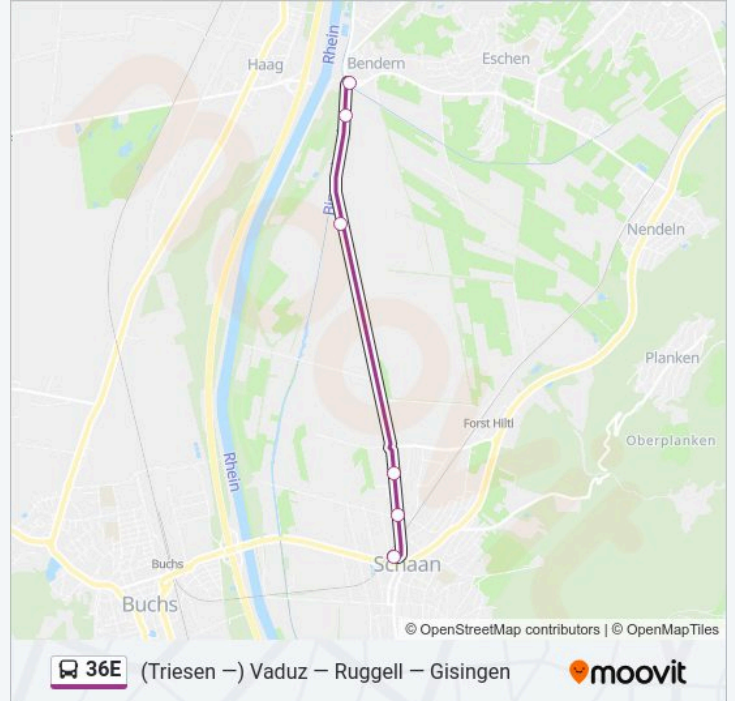 Rhein
Haag
Bendern
Eschen
Nendeln
Planken
Forst Hilti
Oberplanken
Rhein
Schaan
Buchs
Buchs
© OpenStreetMap contributors | © OpenMapTiles
36E (Triesen —) Vaduz — Ruggell — Gisingen
moovit